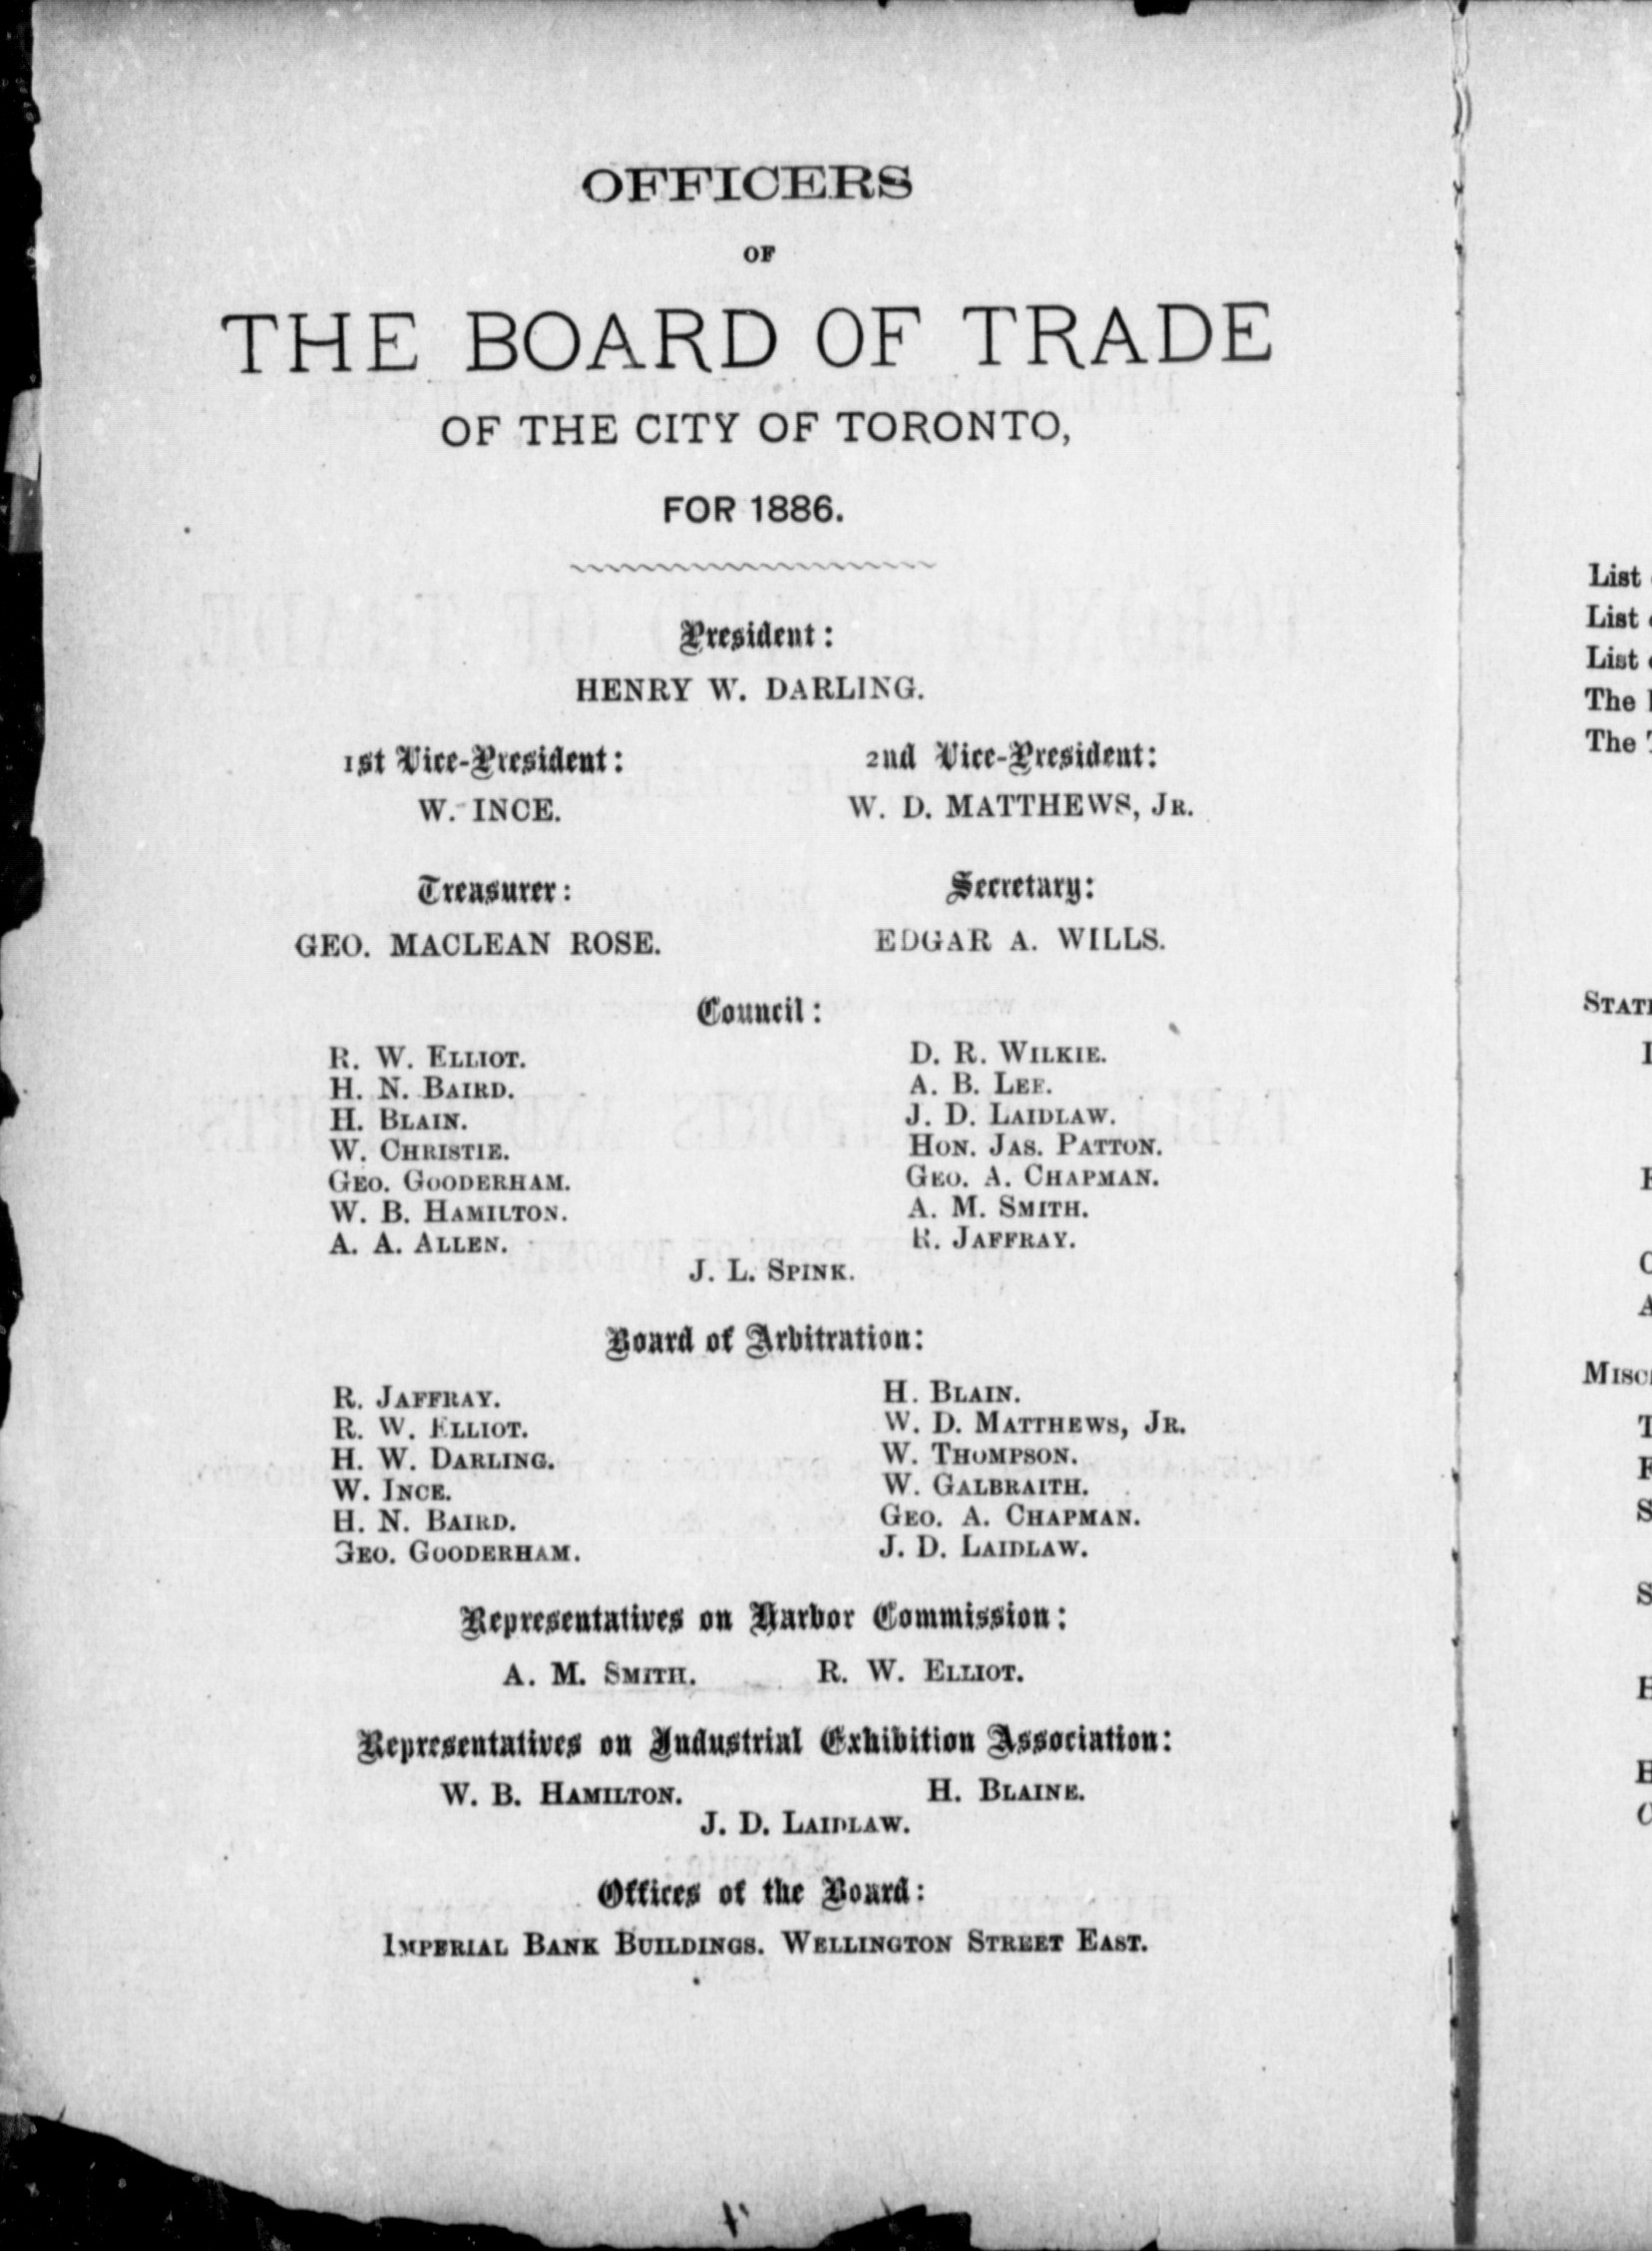 OFFICERS
OF
THE BOARD OF TRADE
OF THE CITY OF TORONTO,
FOR 1886.
President:
HENRY W. DARLING.
1st Vice-President: 2nd Vice-President:
W. INCE. W. D. MATTHEWS, JR.
Treasurer: Secretary:
GEO. MACLEAN ROSE. EDGAR A. WILLS.
Council:
R. W. ELLIOT. D. R. WILKIE.
H. N. BAIRD. A. B. LEE.
H. BLAIN. J. D. LAIDLAW.
W. CHRISTIE. HON. JAS. PATTON.
GEO. GOODERHAM. GEO. A. CHAPMAN.
W. B. HAMILTON. A. M. SMITH.
A. A. ALLEN. R. JAFFRAY.
J. L. SPINK.
Board of Arbitration:
R. JAFFRAY. H. BLAIN.
R. W. ELLIOT. W. D. MATTHEWS, JR.
H. W. DARLING. W. THOMPSON.
W. INCE. W. GALBRAITH.
H. N. BAIRD. GEO. A. CHAPMAN.
GEO. GOODERHAM. J. D. LAIDLAW.
Representatives on Harbor Commission:
A. M. SMITH. R. W. ELLIOT.
Representatives on Industrial Exhibition Association:
W. B. HAMILTON. H. BLAINE.
J. D. LAIDLAW.
Offices of the Board:
IMPERIAL BANK BUILDINGS. WELLINGTON STREET EAST.
List
List
List
The
The